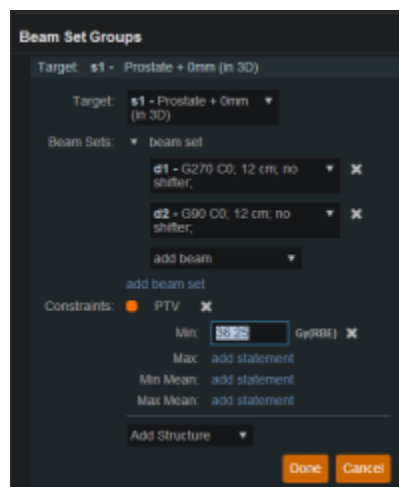 Beam Set Groups
Target: s1 - Prostate + 0mm (in 3D)
Target: s1 - Prostate + 0mm
(in 3D)
Beam Sets: beam set
d1 - G270 C0; 12 cm; no
shifter;
d2 - G90 C0; 12 cm; no
shifter;
add beam
add beam set
Constraints: PTV
Min: 36.25 Gy(RBE)
Max: add statement
Min Mean: add statement
Max Mean: add statement
Add Structure
Done Cancel